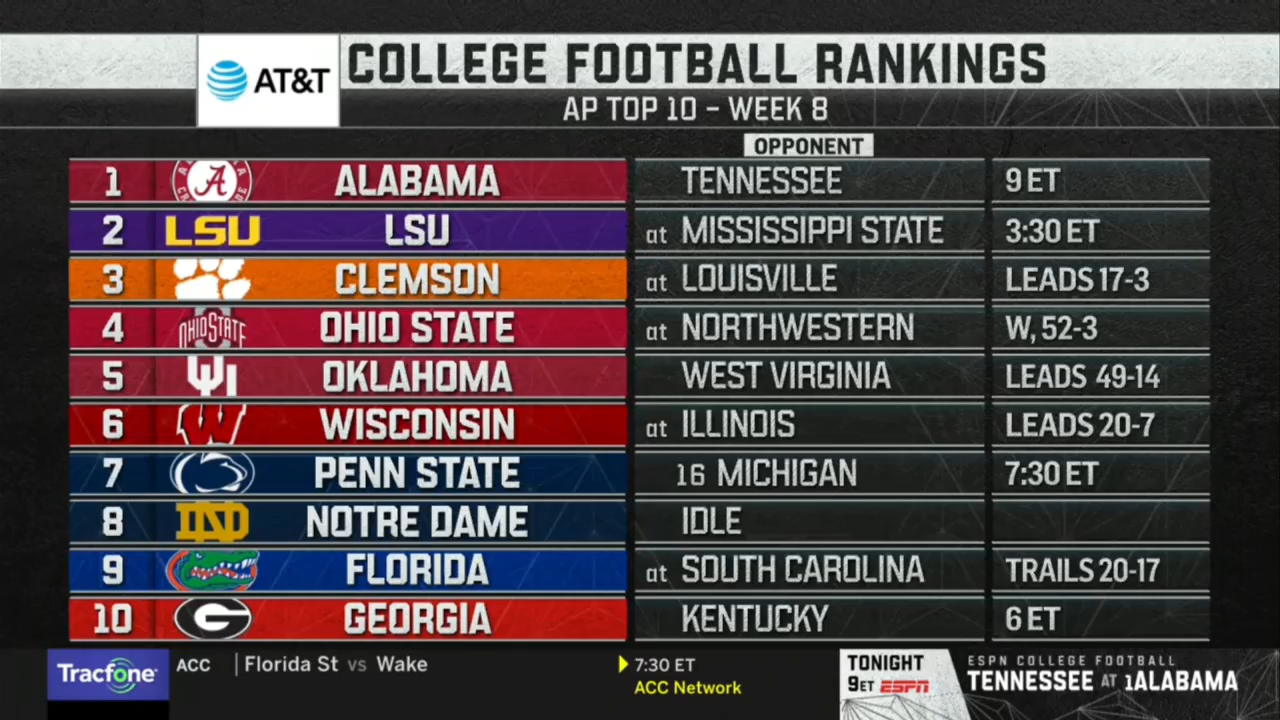 AT&T COLLEGE FOOTBALL RANKINGS
AP TOP 10 – WEEK 8
OPPONENT
1 A ALABAMA TENNESSEE 9 ET
2 LSU LSU at MISSISSIPPI STATE 3:30 ET
3 CLEMSON at LOUISVILLE LEADS 17-3
4 OHIO STATE OHIO STATE at NORTHWESTERN W, 52-3
5 OKLAHOMA WEST VIRGINIA LEADS 49-14
6 W WISCONSIN at ILLINOIS LEADS 20-7
7 PENN STATE 16 MICHIGAN 7:30 ET
8 ND NOTRE DAME IDLE
9 FLORIDA at SOUTH CAROLINA TRAILS 20-17
10 G GEORGIA KENTUCKY 6 ET
Tracfone ACC Florida St vs Wake 7:30 ET
ACC Network
TONIGHT
9ET ESPN
ESPN COLLEGE FOOTBALL
TENNESSEE AT 1ALABAMA